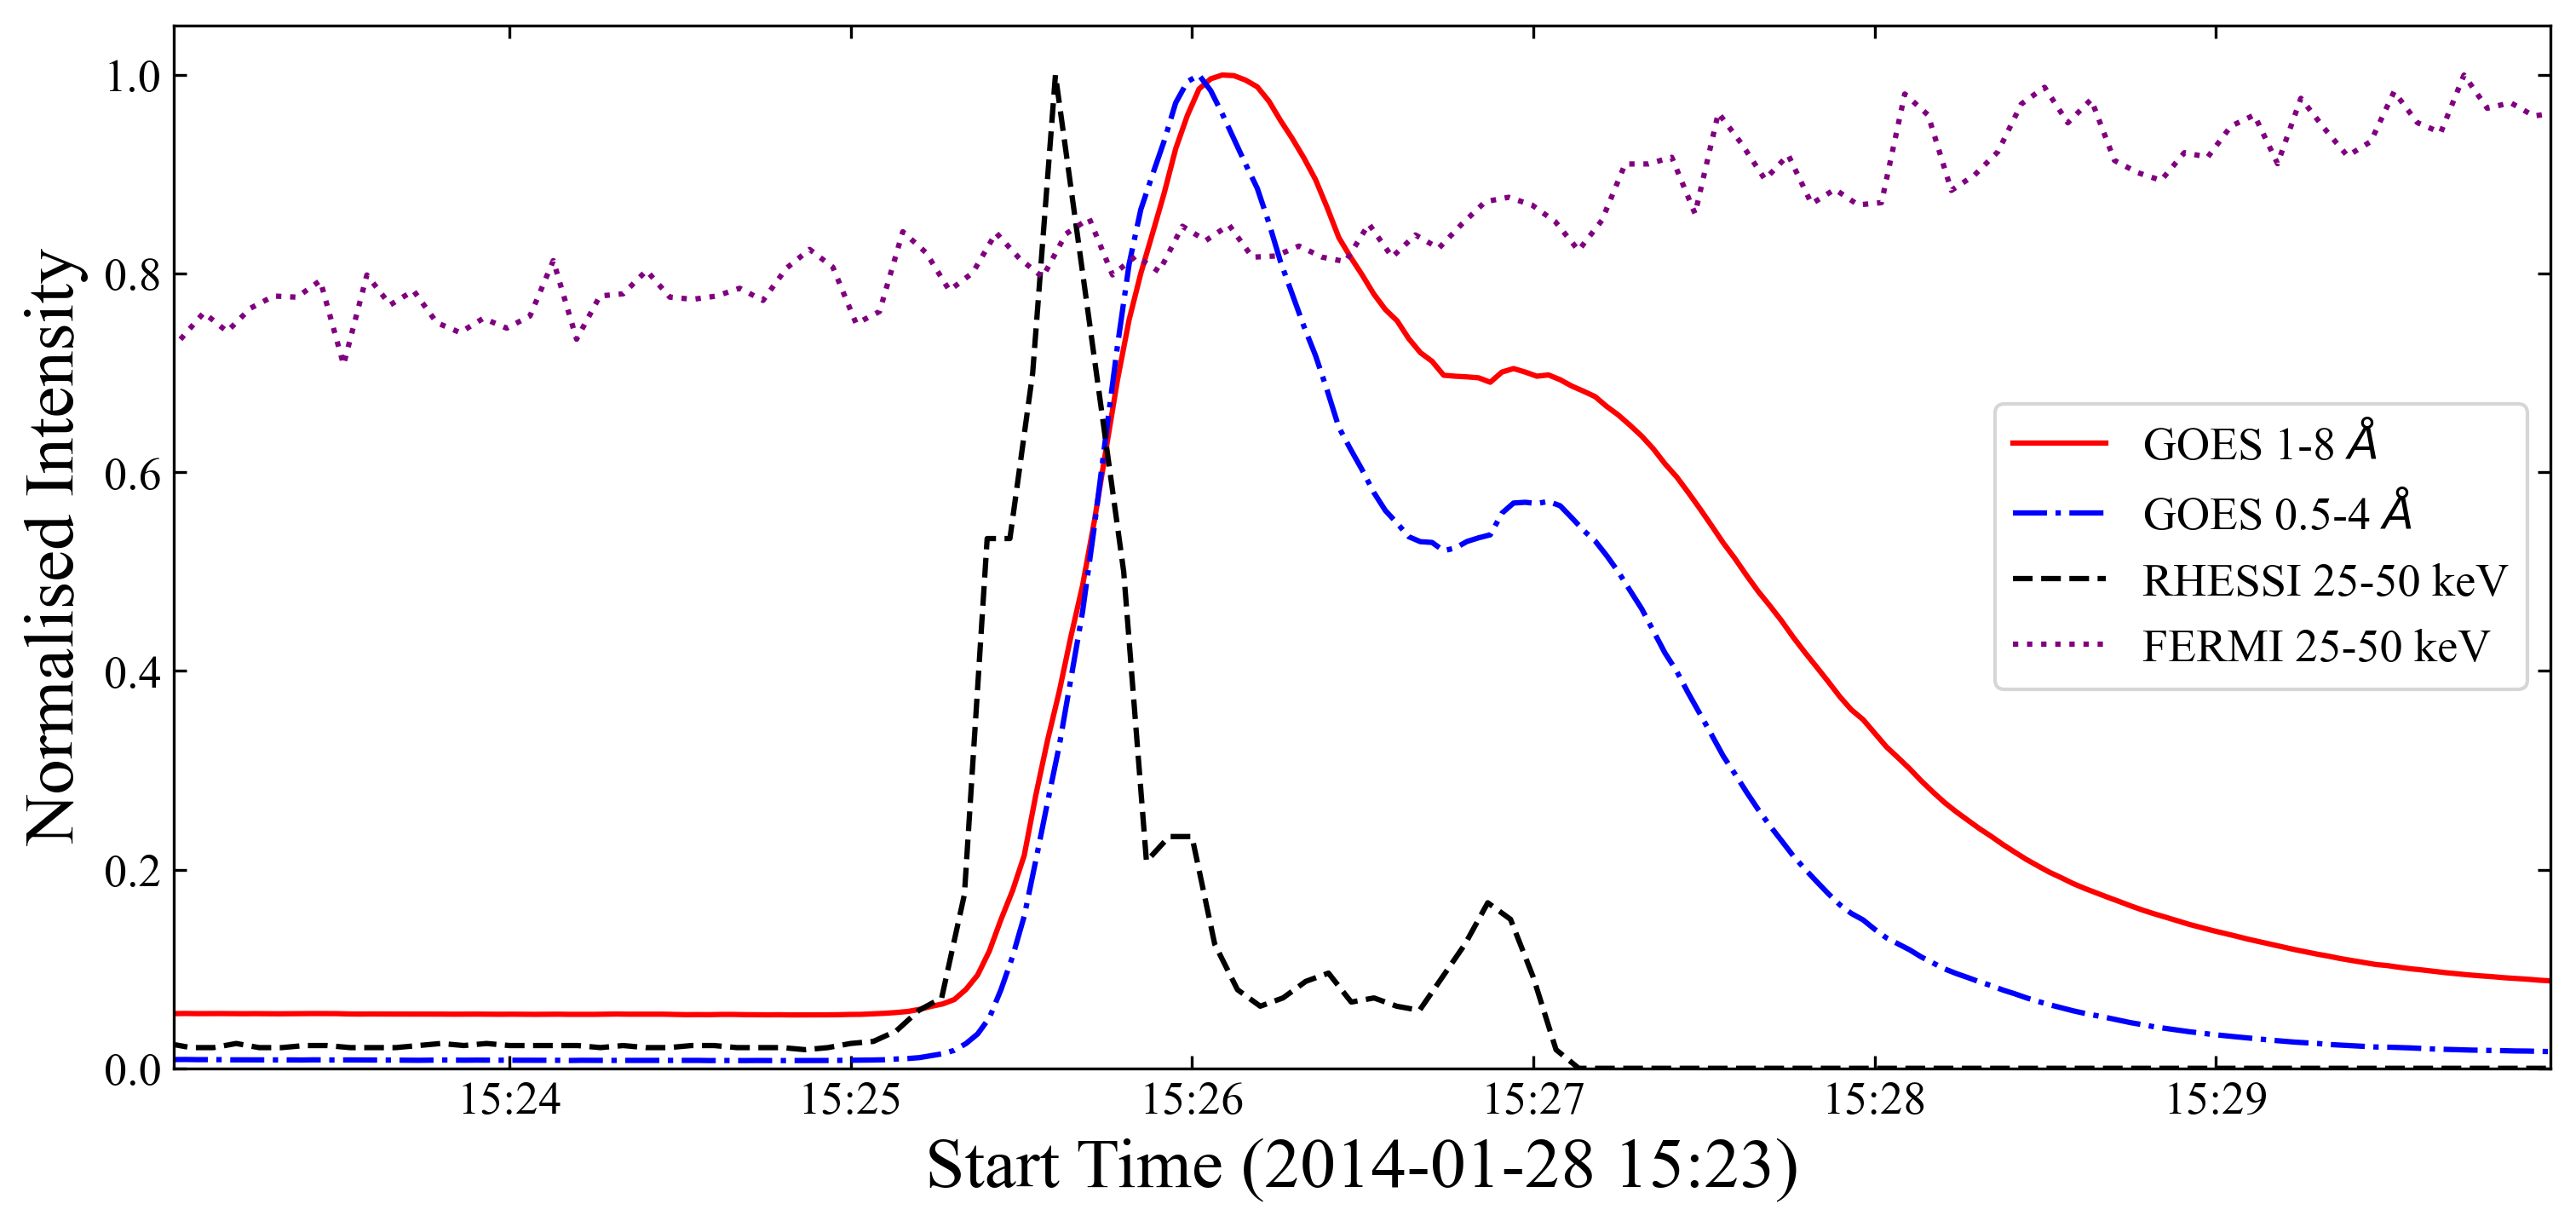 Normalised Intensity
1.0
0.8
0.6
0.4
0.2
0.0
GOES 1-8 Å
GOES 0.5-4 Å
RHESSI 25-50 keV
FERMI 25-50 keV
15:24 15:25 15:26 15:27 15:28 15:29
Start Time (2014-01-28 15:23)